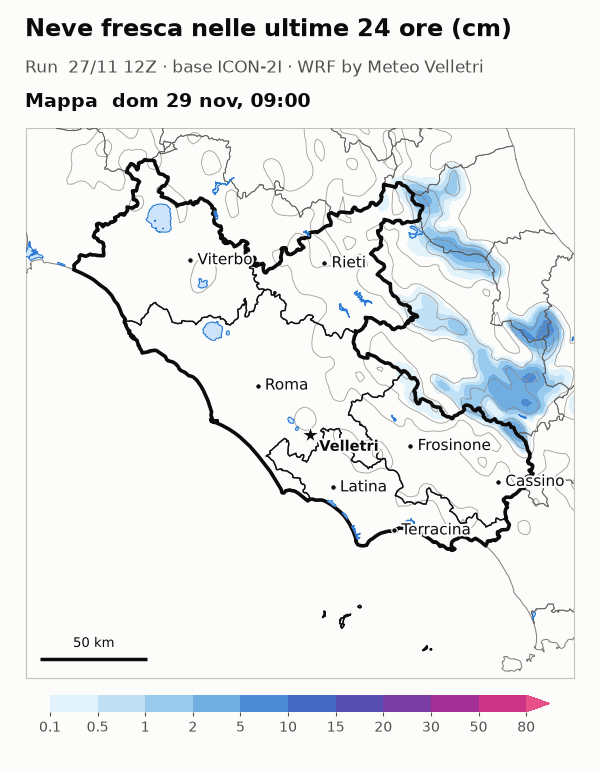 Neve fresca nelle ultime 24 ore (cm)
Run 27/11 12Z · base ICON-2I · WRF by Meteo Velletri
Mappa dom 29 nov, 09:00
Viterbo
Rieti
Roma
Velletri
Frosinone
Cassino
Latina
Terracina
50 km
0.1 0.5 1 2 5 10 15 20 30 50 80